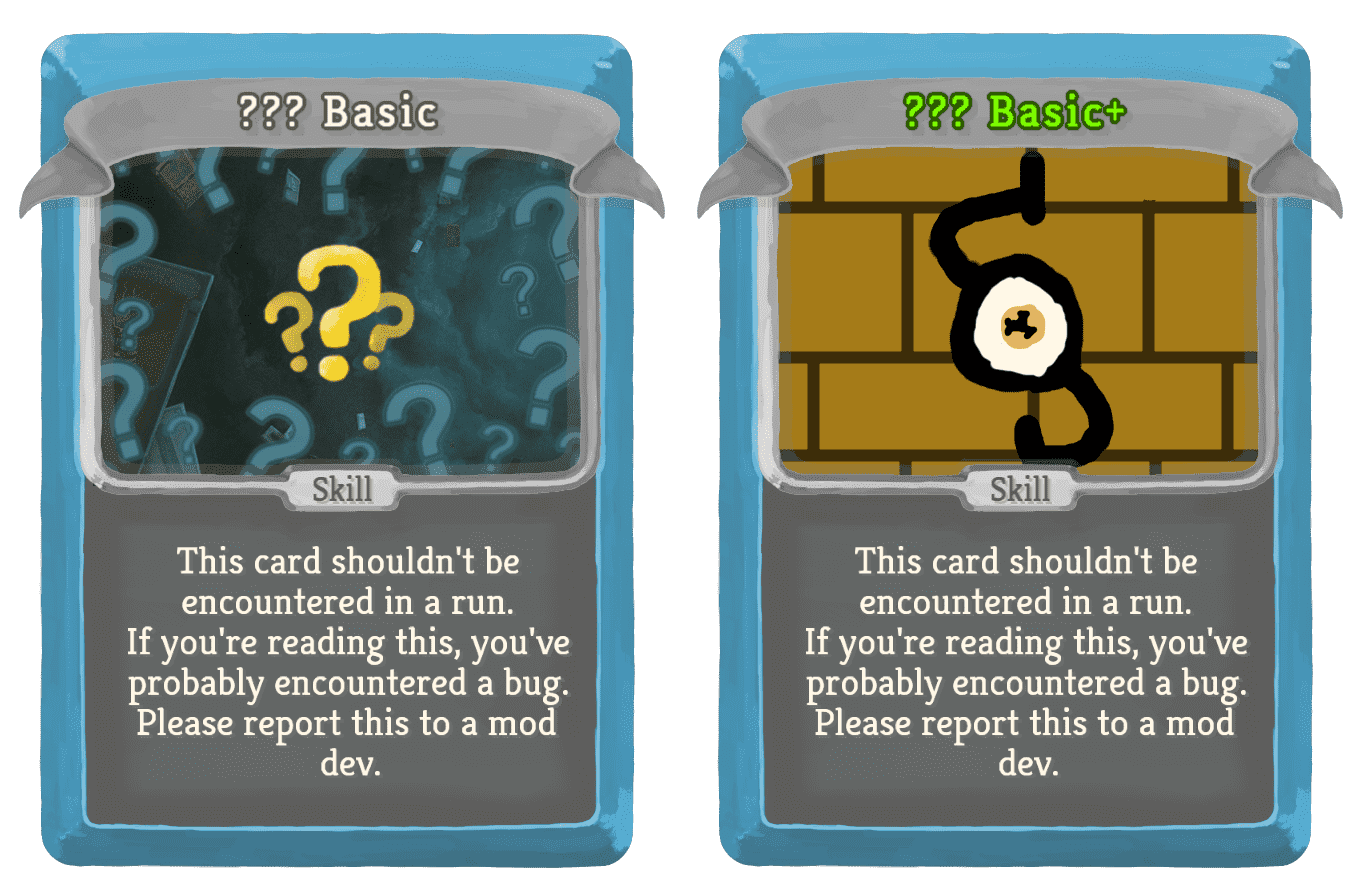 ??? Basic
Skill
This card shouldn't be
encountered in a run.
If you're reading this, you've
probably encountered a bug.
Please report this to a mod
dev.
??? Basic+
Skill
This card shouldn't be
encountered in a run.
If you're reading this, you've
probably encountered a bug.
Please report this to a mod
dev.